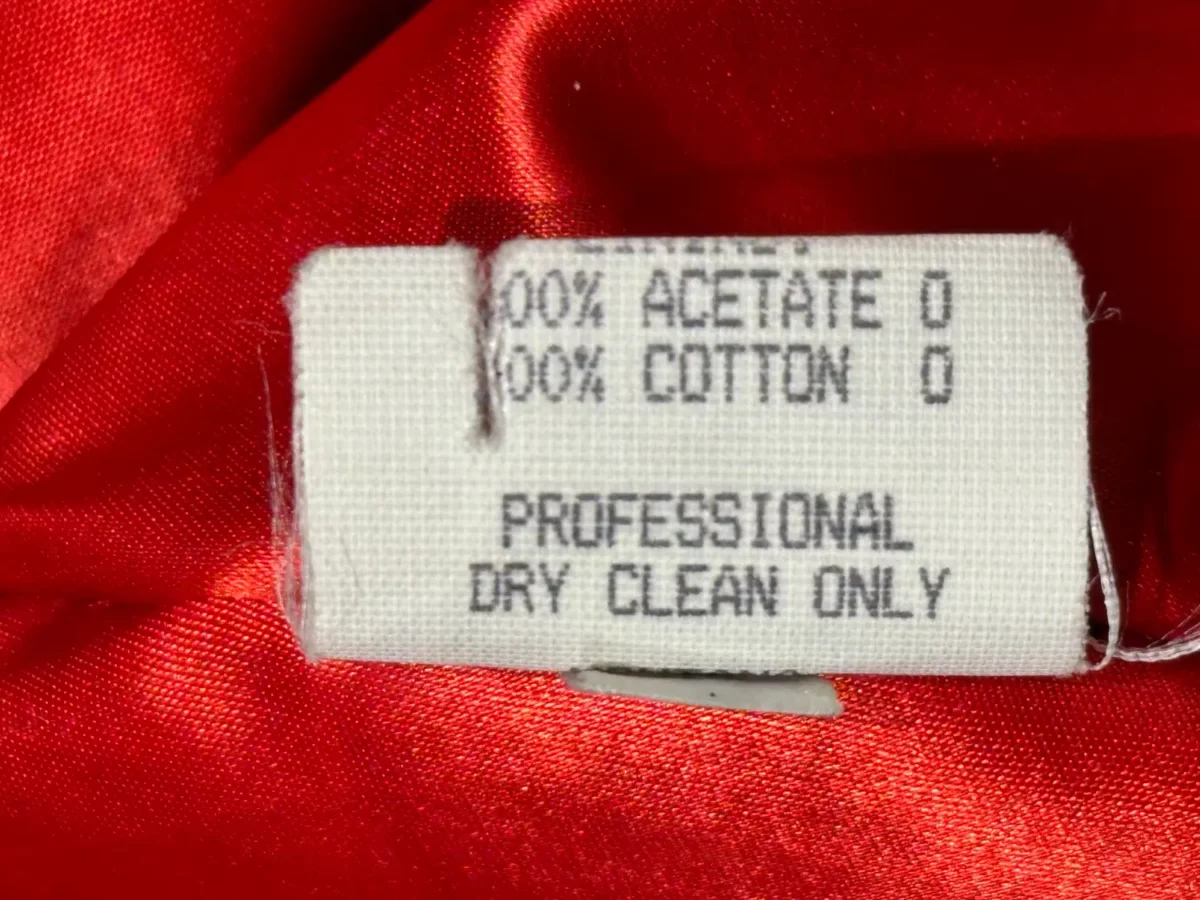 00% ACETATE 0
00% COTTON 0
PROFESSIONAL
DRY CLEAN ONLY